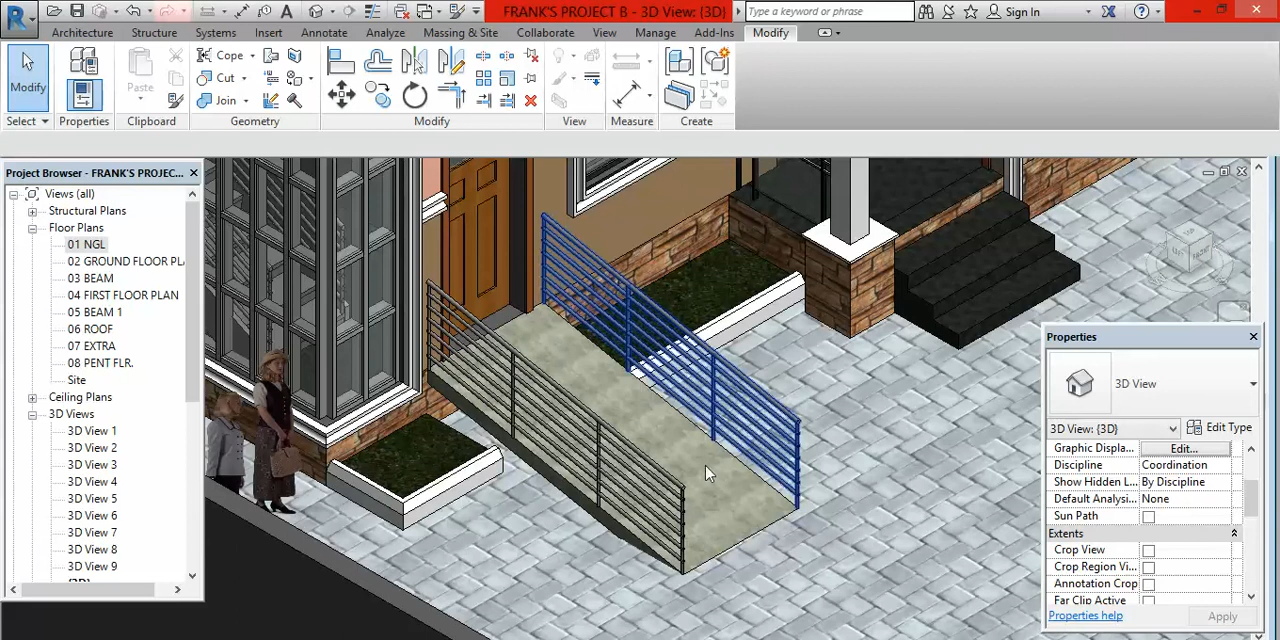 FRANK'S PROJECT B - 3D View: {3D}
Type a keyword or phrase
Sign In
Architecture
Structure
Systems
Insert
Annotate
Analyze
Massing & Site
Collaborate
View
Manage
Add-Ins
Modify
Modify
Paste
Cope
Cut
Join
Select
Properties
Clipboard
Geometry
Modify
View
Measure
Create
Project Browser - FRANK'S PROJEC...
Views (all)
Structural Plans
Floor Plans
01 NGL
02 GROUND FLOOR PL
03 BEAM
04 FIRST FLOOR PLAN
05 BEAM 1
06 ROOF
07 EXTRA
08 PENT FLR.
Site
Ceiling Plans
3D Views
3D View 1
3D View 2
3D View 3
3D View 4
3D View 5
3D View 6
3D View 7
3D View 8
3D View 9
Properties
3D View
3D View: {3D}
Edit Type
Graphic Displa...
Edit...
Discipline
Coordination
Show Hidden L...
By Discipline
Default Analysi...
None
Sun Path
Extents
Crop View
Crop Region Vi...
Annotation Crop
Far Clip Active
Properties help
Apply